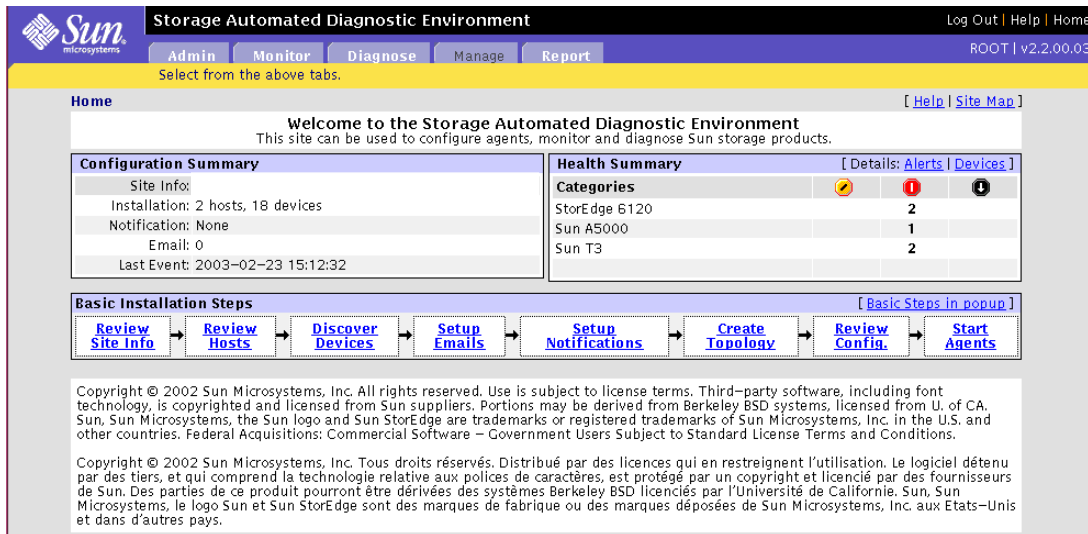 Sun
microsystems
Storage Automated Diagnostic Environment
Log Out | Help | Home
Admin Monitor Diagnose Manage Report
ROOT | v2.2.00.03
Select from the above tabs.
Home
[ Help | Site Map ]
Welcome to the Storage Automated Diagnostic Environment
This site can be used to configure agents, monitor and diagnose Sun storage products.
Configuration Summary
Site Info:
Installation: 2 hosts, 18 devices
Notification: None
Email: 0
Last Event: 2003-02-23 15:12:32
Health Summary [ Details: Alerts | Devices ]
Categories
StorEdge 6120 2
Sun A5000 1
Sun T3 2
Basic Installation Steps [ Basic Steps in popup ]
Review Site Info
Review Hosts
Discover Devices
Setup Emails
Setup Notifications
Create Topology
Review Config.
Start Agents
Copyright © 2002 Sun Microsystems, Inc. All rights reserved. Use is subject to license terms. Third-party software, including font
technology, is copyrighted and licensed from Sun suppliers. Portions may be derived from Berkeley BSD systems, licensed from U. of CA.
Sun, Sun Microsystems, the Sun logo and Sun StorEdge are trademarks or registered trademarks of Sun Microsystems, Inc. in the U.S. and
other countries. Federal Acquisitions: Commercial Software – Government Users Subject to Standard License Terms and Conditions.
Copyright © 2002 Sun Microsystems, Inc. Tous droits réservés. Distribué par des licences qui en restreignent l'utilisation. Le logiciel détenu
par des tiers, et qui comprend la technologie relative aux polices de caractères, est protégé par un copyright et licencié par des fournisseurs
de Sun. Des parties de ce produit pourront être dérivées des systèmes Berkeley BSD licenciés par l'Université de Californie. Sun, Sun
Microsystems, le logo Sun et Sun StorEdge sont des marques de fabrique ou des marques déposées de Sun Microsystems, Inc. aux Etats-Unis
et dans d'autres pays.